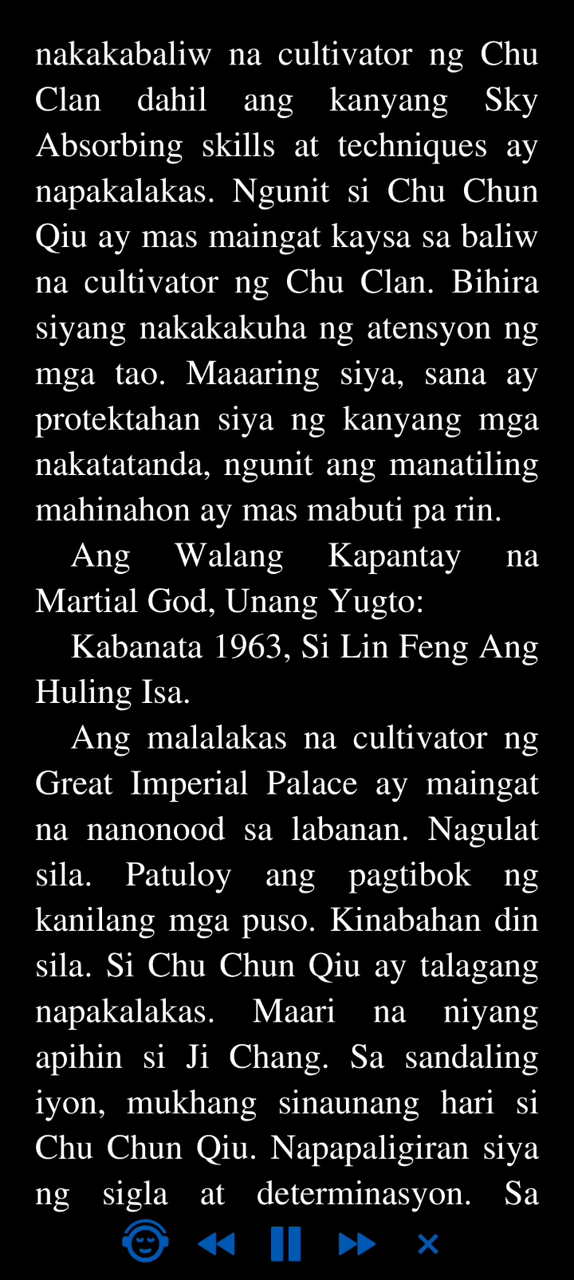 nakakabaliw na cultivator ng Chu
Clan dahil ang kanyang Sky
Absorbing skills at techniques ay
napakalakas. Ngunit si Chu Chun
Qiu ay mas maingat kaysa sa baliw
na cultivator ng Chu Clan. Bihira
siyang nakakakuha ng atensyon ng
mga tao. Maaaring siya, sana ay
protektahan siya ng kanyang mga
nakatatanda, ngunit ang manatiling
mahinahon ay mas mabuti pa rin.
Ang Walang Kapantay na
Martial God, Unang Yugto:
Kabanata 1963, Si Lin Feng Ang
Huling Isa.
Ang malalakas na cultivator ng
Great Imperial Palace ay maingat
na nanonood sa labanan. Nagulat
sila. Patuloy ang pagtibok ng
kanilang mga puso. Kinabahan din
sila. Si Chu Chun Qiu ay talagang
napakalakas. Maari na niyang
apihin si Ji Chang. Sa sandaling
iyon, mukhang sinaunang hari si
Chu Chun Qiu. Napapaligiran siya
ng sigla at determinasyon. Sa